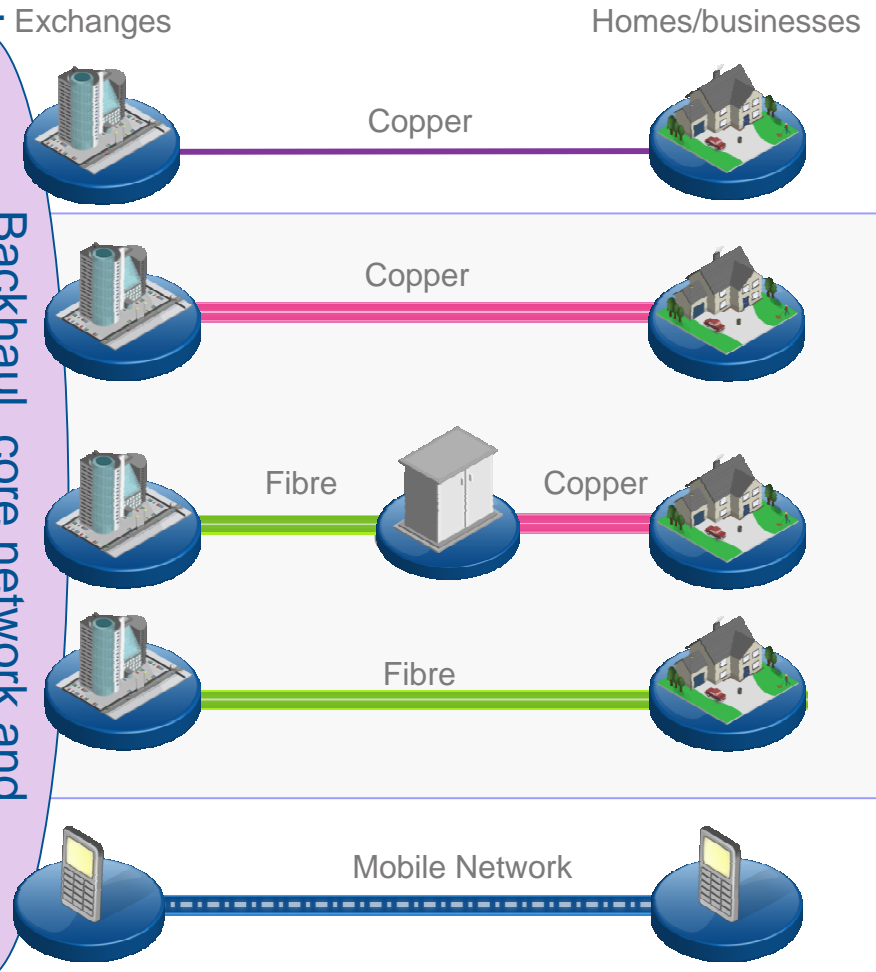 Exchanges
Homes/businesses
Copper
Copper
Fibre
Copper
Fibre
Mobile Network
Backhaul core network and